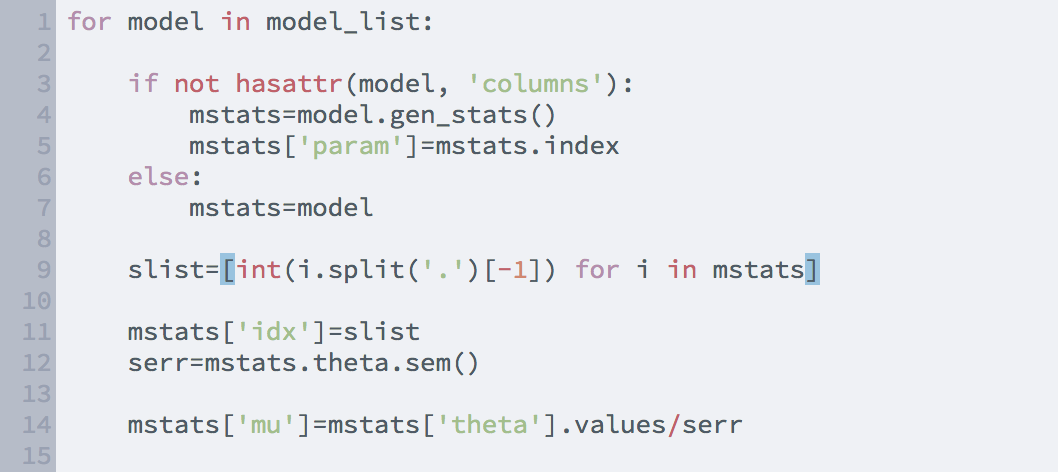 1 for model in model_list:
2
3     if not hasattr(model, 'columns'):
4         mstats=model.gen_stats()
5         mstats['param']=mstats.index
6     else:
7         mstats=model
8
9     slist=[int(i.split('.')[-1]) for i in mstats]
10
11     mstats['idx']=slist
12     serr=mstats.theta.sem()
13
14     mstats['mu']=mstats['theta'].values/serr
15